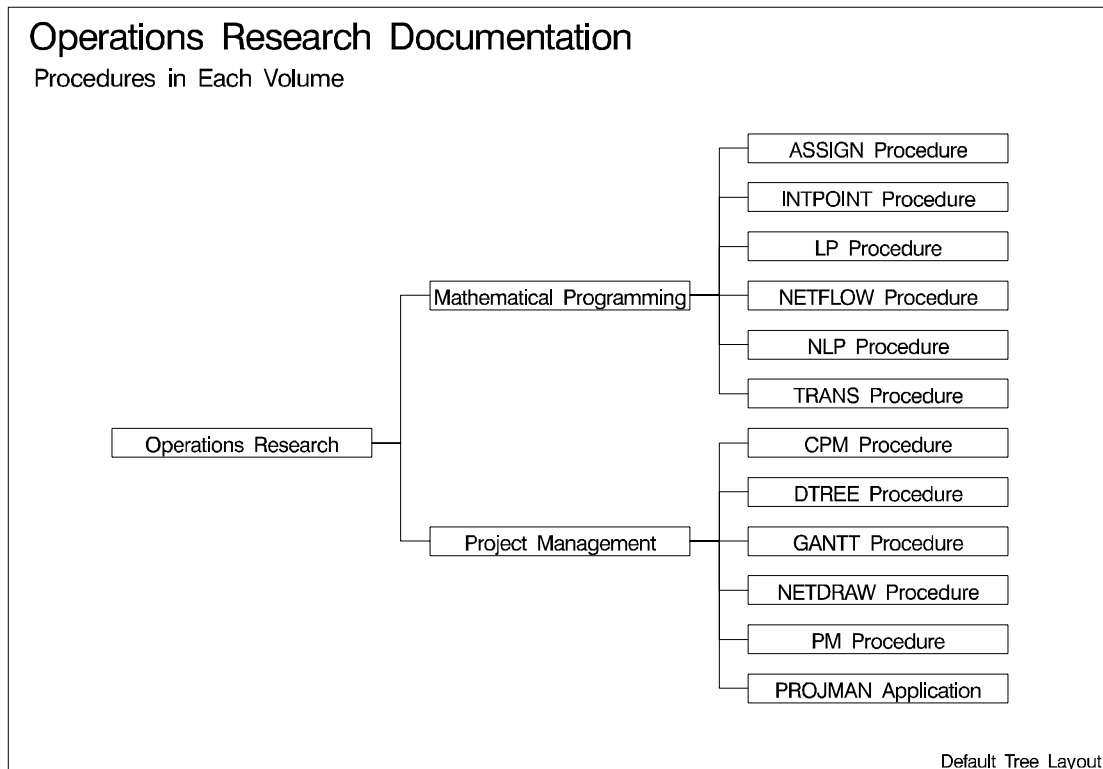 Operations Research Documentation
Procedures in Each Volume
ASSIGN Procedure
INTPOINT Procedure
LP Procedure
Mathematical Programming
NETFLOW Procedure
NLP Procedure
TRANS Procedure
Operations Research
CPM Procedure
DTREE Procedure
Project Management
GANTT Procedure
NETDRAW Procedure
PM Procedure
PROJMAN Application
Default Tree Layout